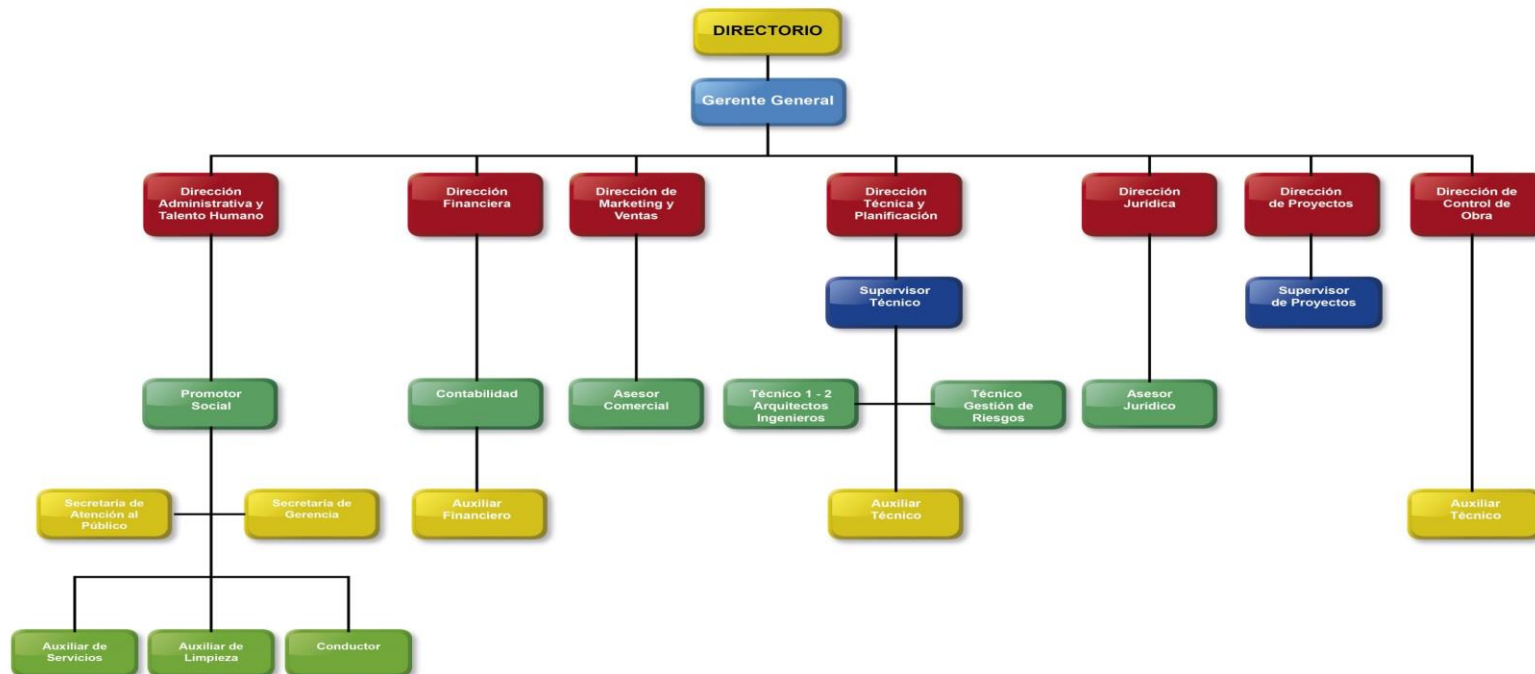 DIRECTORIO
Gerente General
Dirección
Administrativa y
Talento Humano
Dirección
Financiera
Dirección de
Marketing y
Ventas
Dirección
Técnica y
Planificación
Dirección
Jurídica
Dirección
de Proyectos
Dirección de
Control de
Obra
Supervisor
Técnico
Supervisor
de Proyectos
Promotor
Social
Contabilidad
Asesor
Comercial
Técnico 1 - 2
Arquitectos
Ingenieros
Técnico
Gestión de
Riesgos
Asesor
Jurídico
Secretaría de
Atención al
Público
Secretaría de
Gerencia
Auxiliar
Financiero
Auxiliar
Técnico
Auxiliar
Técnico
Auxiliar de
Servicios
Auxiliar de
Limpieza
Conductor